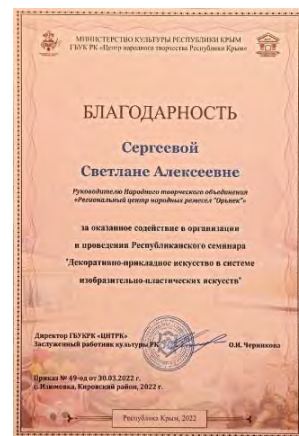 МИНИСТЕРСТВО КУЛЬТУРЫ РЕСПУБЛИКИ КРЫМ
ГБУК РК «Центр народного творчества Республики Крым»
БЛАГОДАРНОСТЬ
Сергеевой
Светлане Алексеевне
Руководителю Народного творческого объединения
«Региональный центр народных ремесел "Орьнек"»
за оказанное содействие в организации
и проведении Республиканского семинара
"Декоративно-прикладное искусство в системе
изобразительно-пластических искусств"
Директор ГБУКРК «ЦНТРК»
Заслуженный работник культуры РК
О.И. Черникова
Приказ № 49-од от 30.03.2022 г.
с. Кировский район, 2022 г.
Республика Крым, 2022